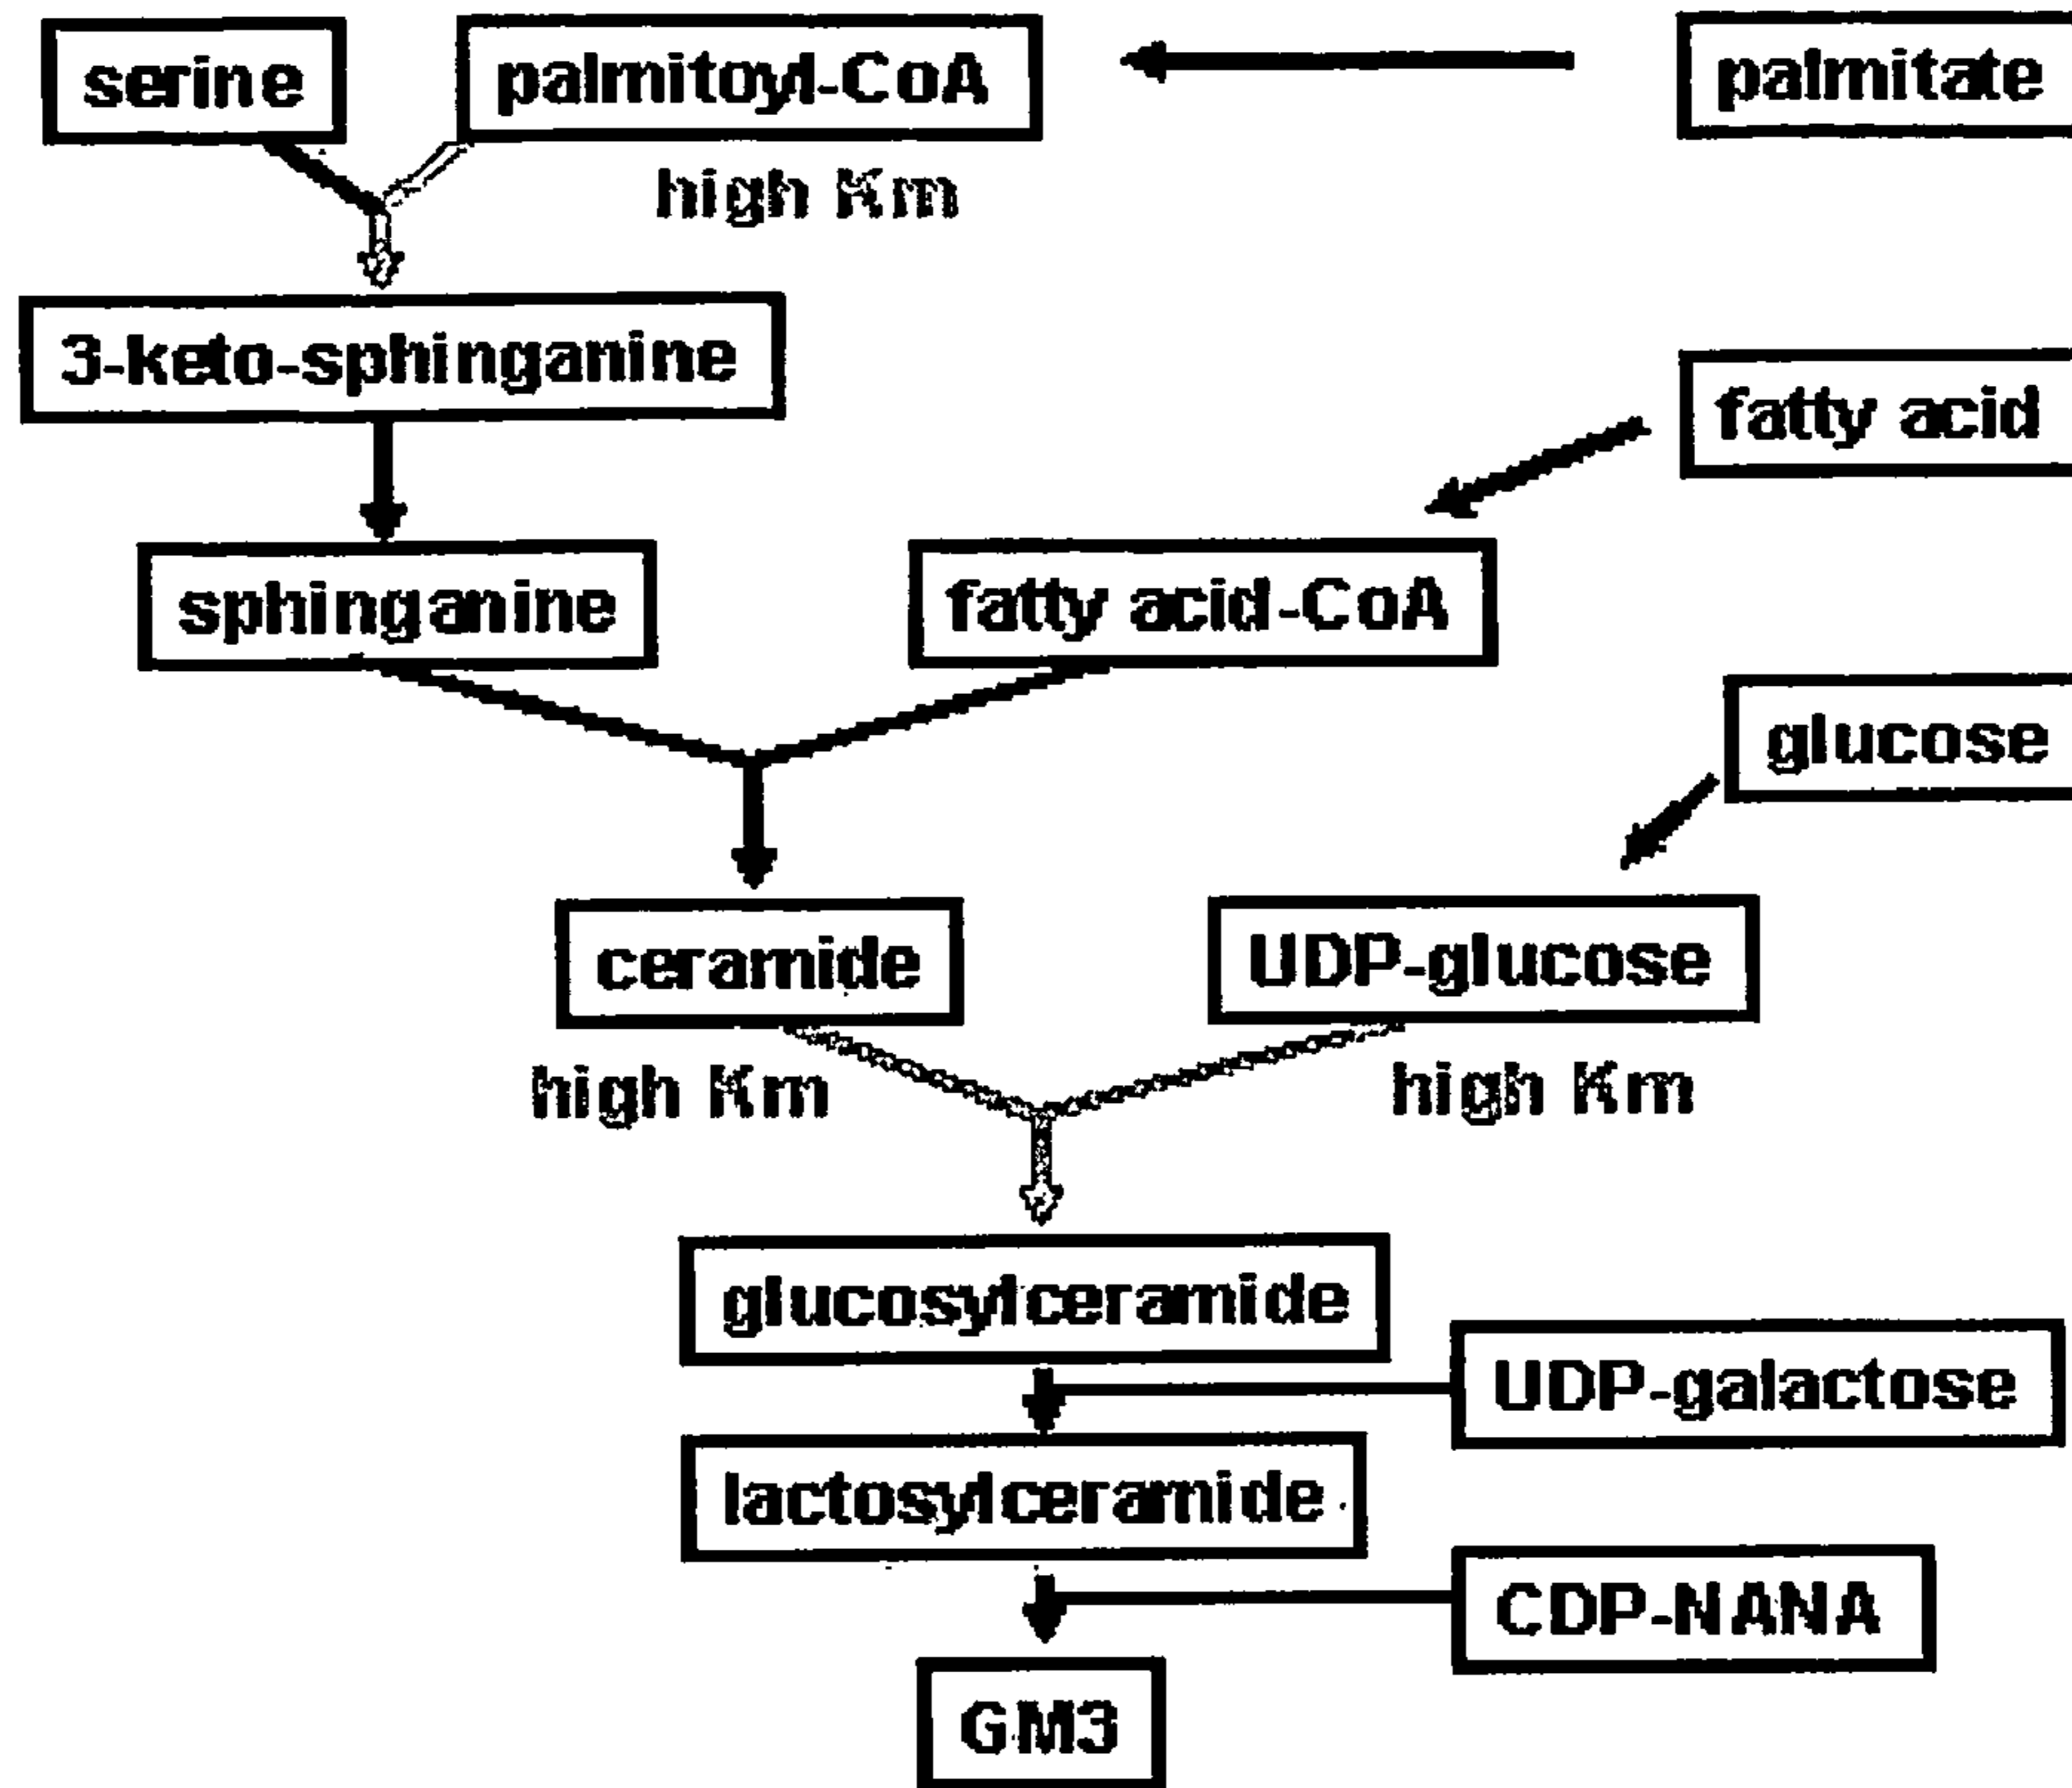 serine
palmitoyl-CoA
palmitate
high Km
3-keto-sphinganine
fatty acid
sphinganine
fatty acid-CoA
glucose
ceramide
UDP-glucose
high Km
high Km
glucosylceramide
UDP-galactose
lactosylceramide
CDP-NANA
GM3